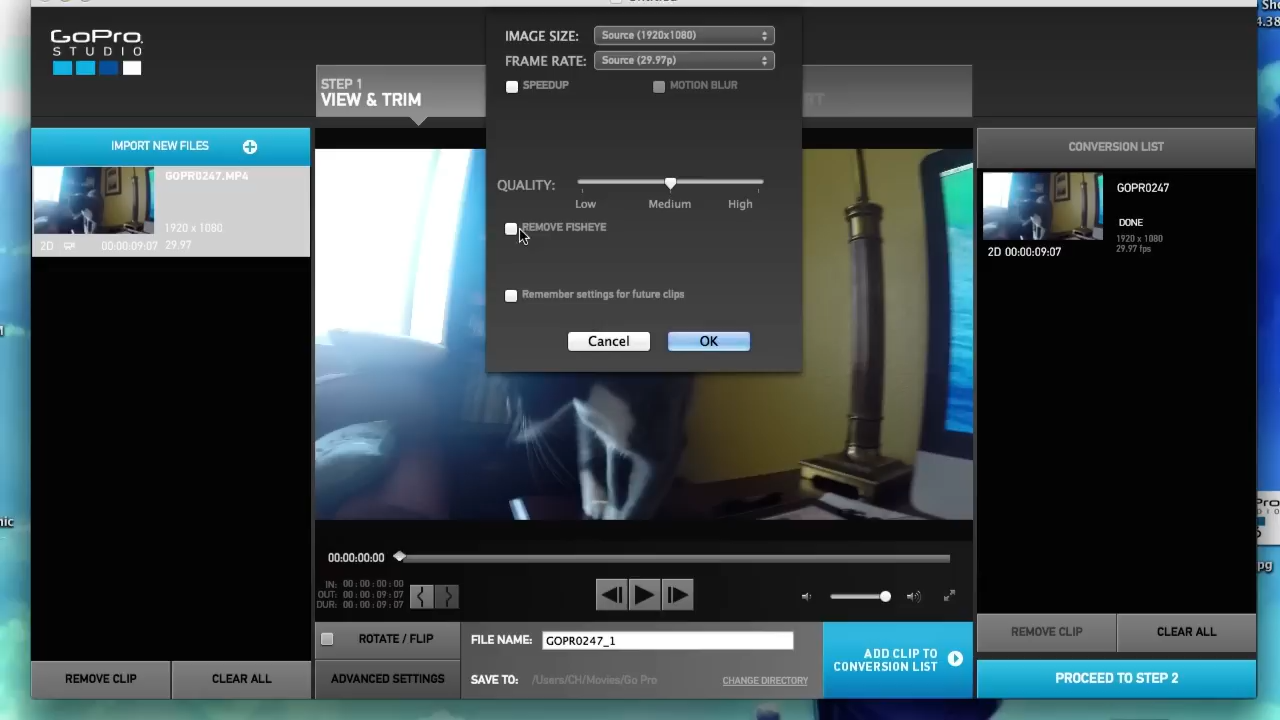 GoPro
STUDIO
STEP 1
VIEW & TRIM
IMAGE SIZE: Source (1920x1080)
FRAME RATE: Source (29.97p)
SPEEDUP
MOTION BLUR
QUALITY:
Low Medium High
REMOVE FISHEYE
Remember settings for future clips
Cancel OK
IMPORT NEW FILES
GOPR0247.MP4
1920 x 1080
2D 00:00:09:07 29.97
CONVERSION LIST
GOPR0247
DONE
1920 x 1080
29.97 fps
2D 00:00:09:07
00:00:00:00
IN: 00:00:00:00
OUT: 00:00:09:07
DUR: 00:00:09:07
ROTATE / FLIP
FILE NAME: GOPR0247_1
ADD CLIP TO
CONVERSION LIST
ADVANCED SETTINGS
SAVE TO: /Users/CH/Movies/Go Pro
CHANGE DIRECTORY
REMOVE CLIP
CLEAR ALL
REMOVE CLIP
CLEAR ALL
PROCEED TO STEP 2